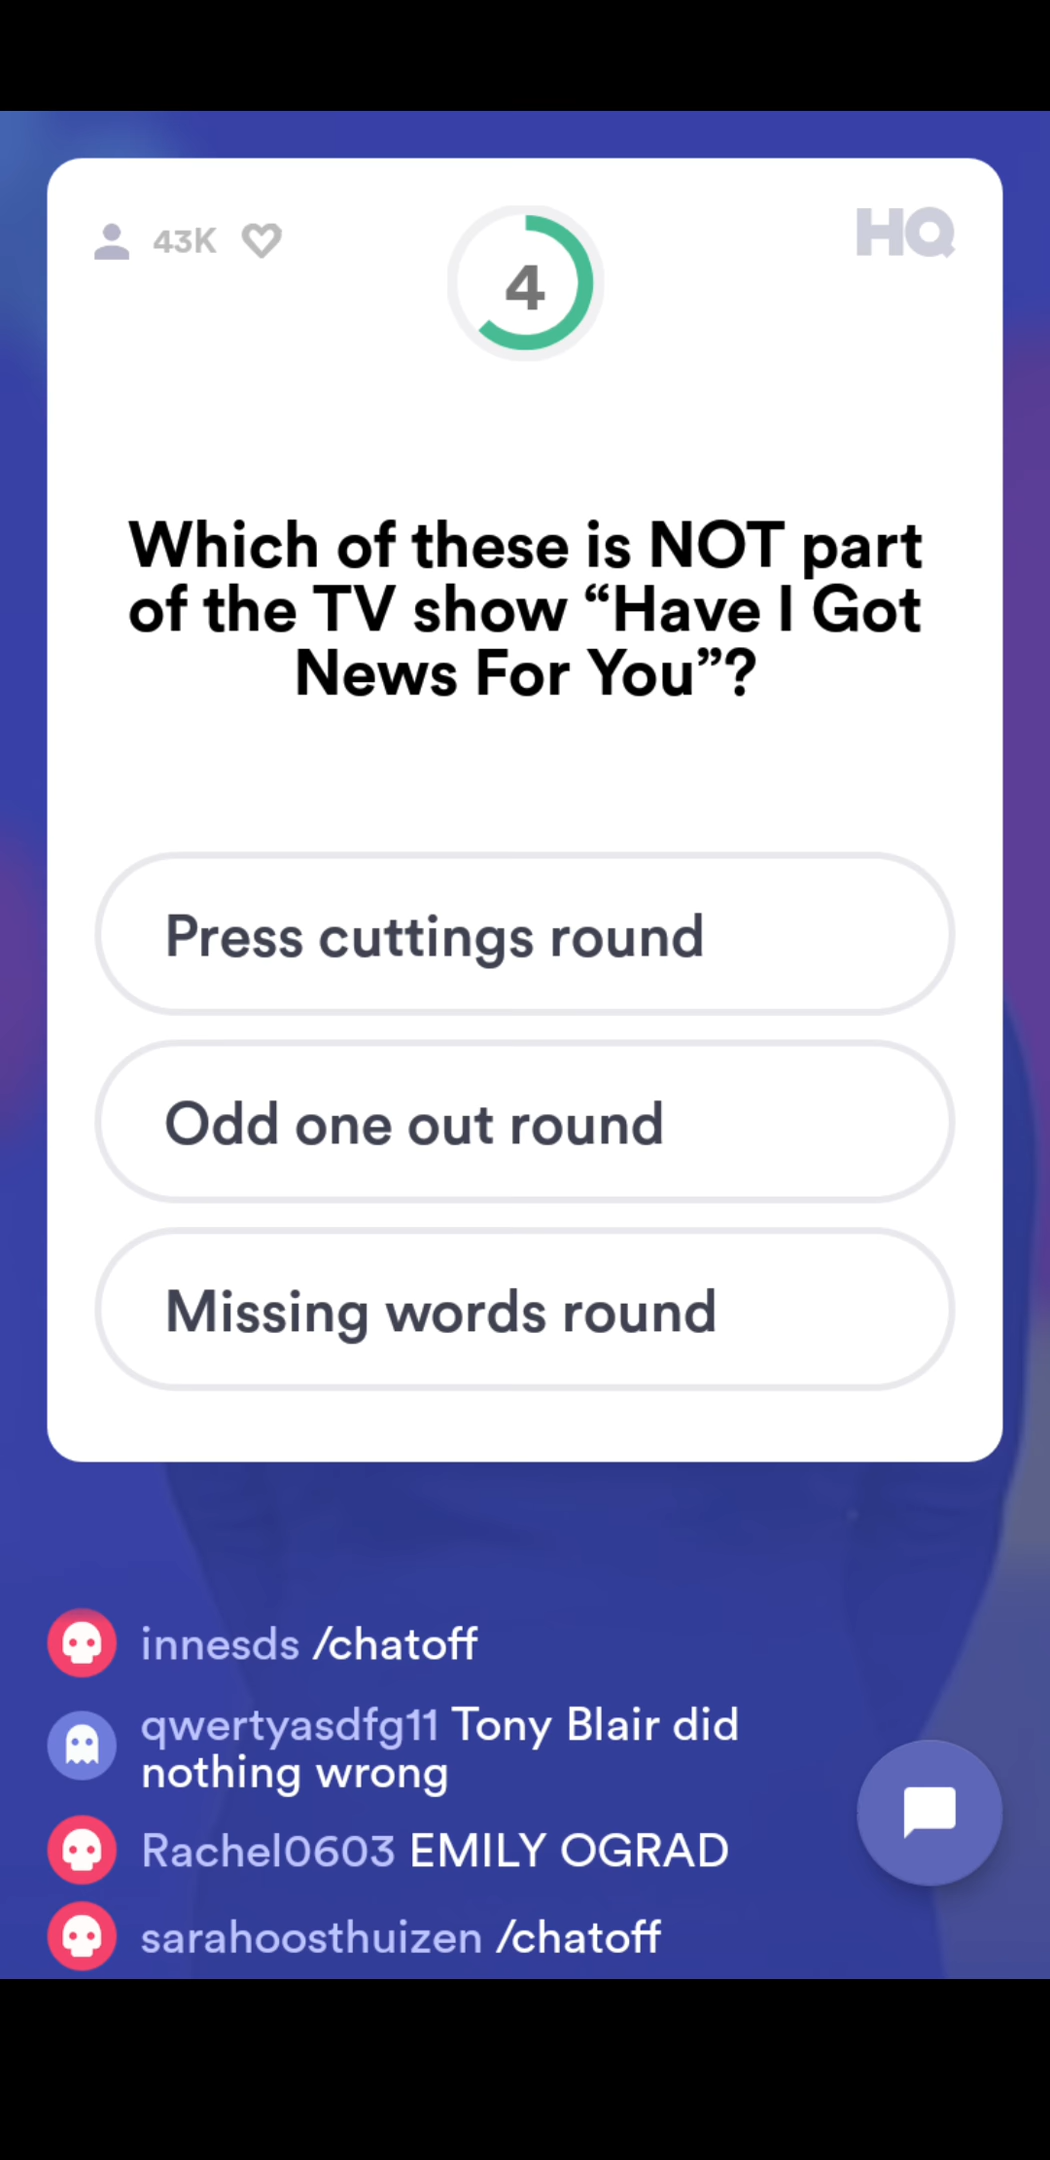 43K
4
HQ
Which of these is NOT part
of the TV show “Have I Got
News For You”?
Press cuttings round
Odd one out round
Missing words round
innesds /chatoff
qwertyasdfg11 Tony Blair did
nothing wrong
Rachel0603 EMILY OGRAD
sarahoosthuizen /chatoff